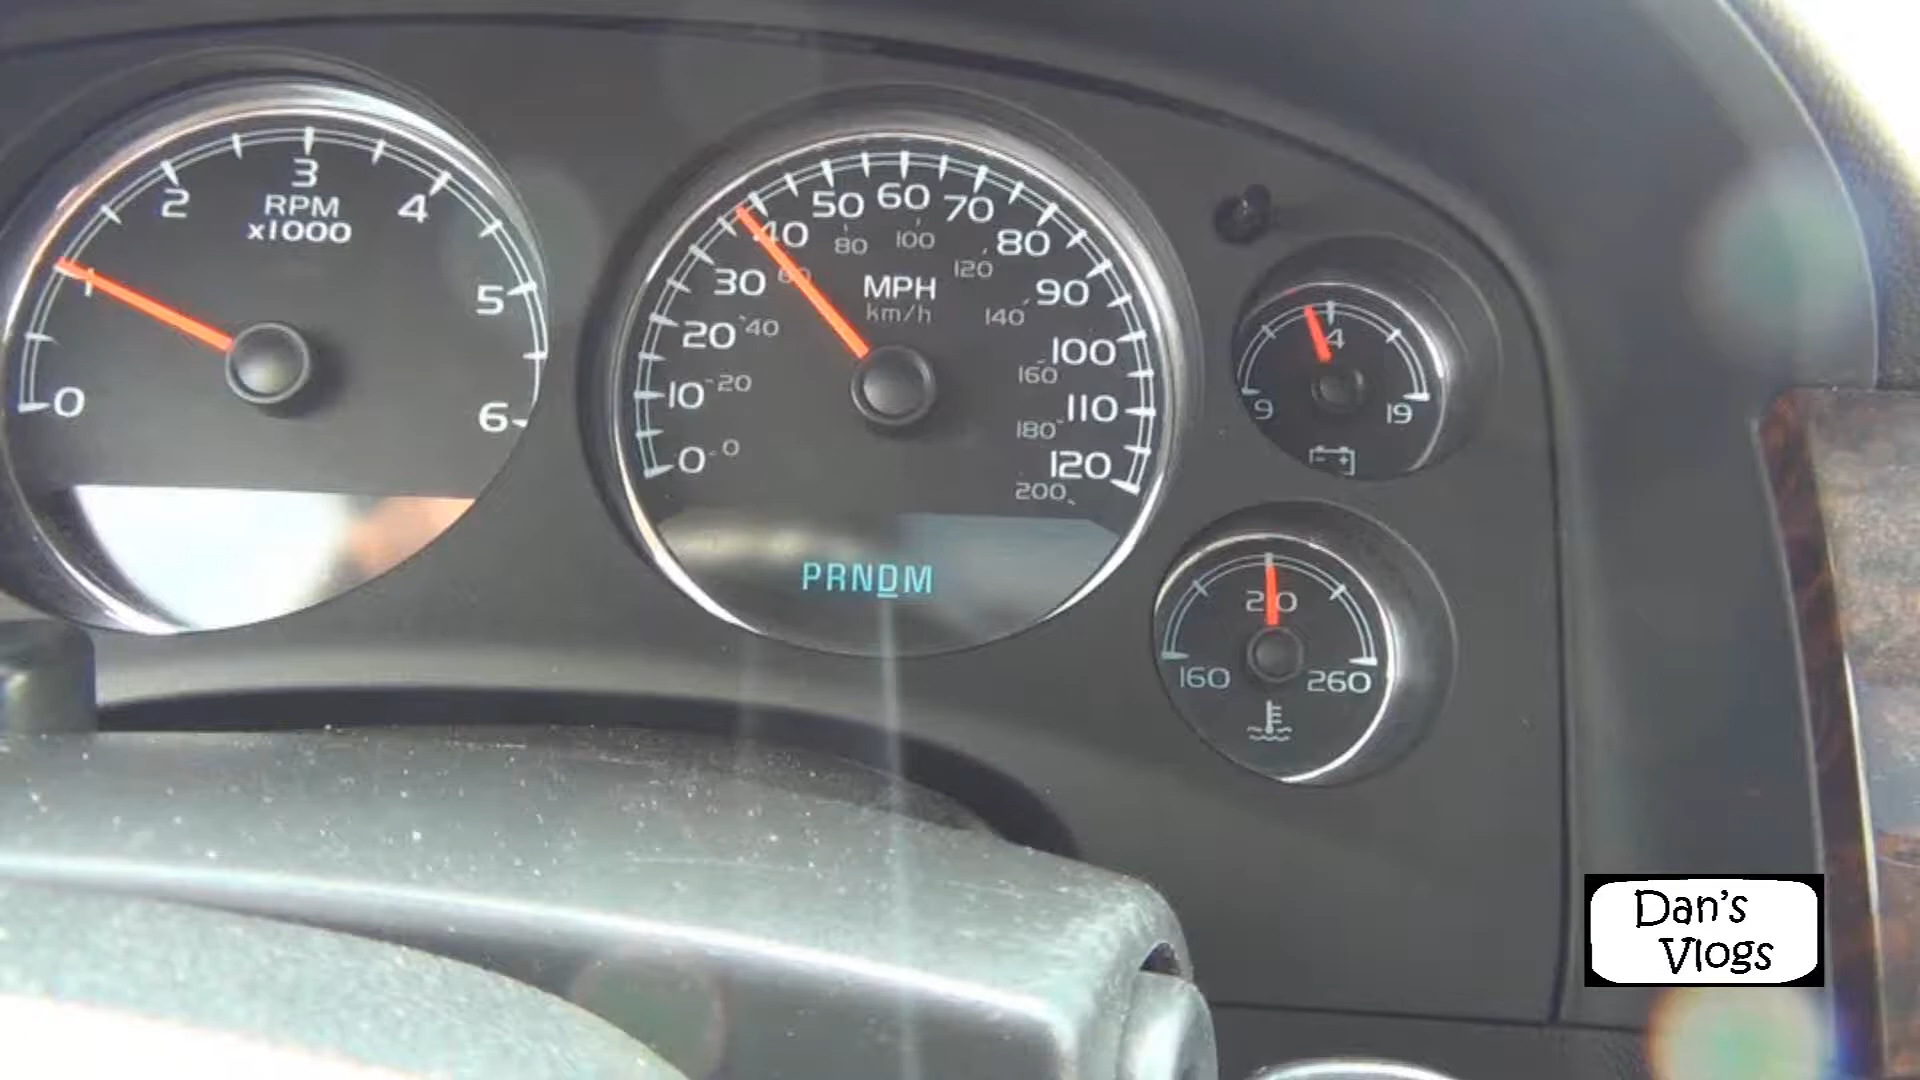 0 1 2 3 4 5 6
RPM
x1000
0 10 20 30 40 50 60 70 80 90 100 110 120
0 20 40 60 80 100 120 140 160 180 200
MPH
km/h
PRNDM
9 19
160 210 260
Dan's
Vlogs